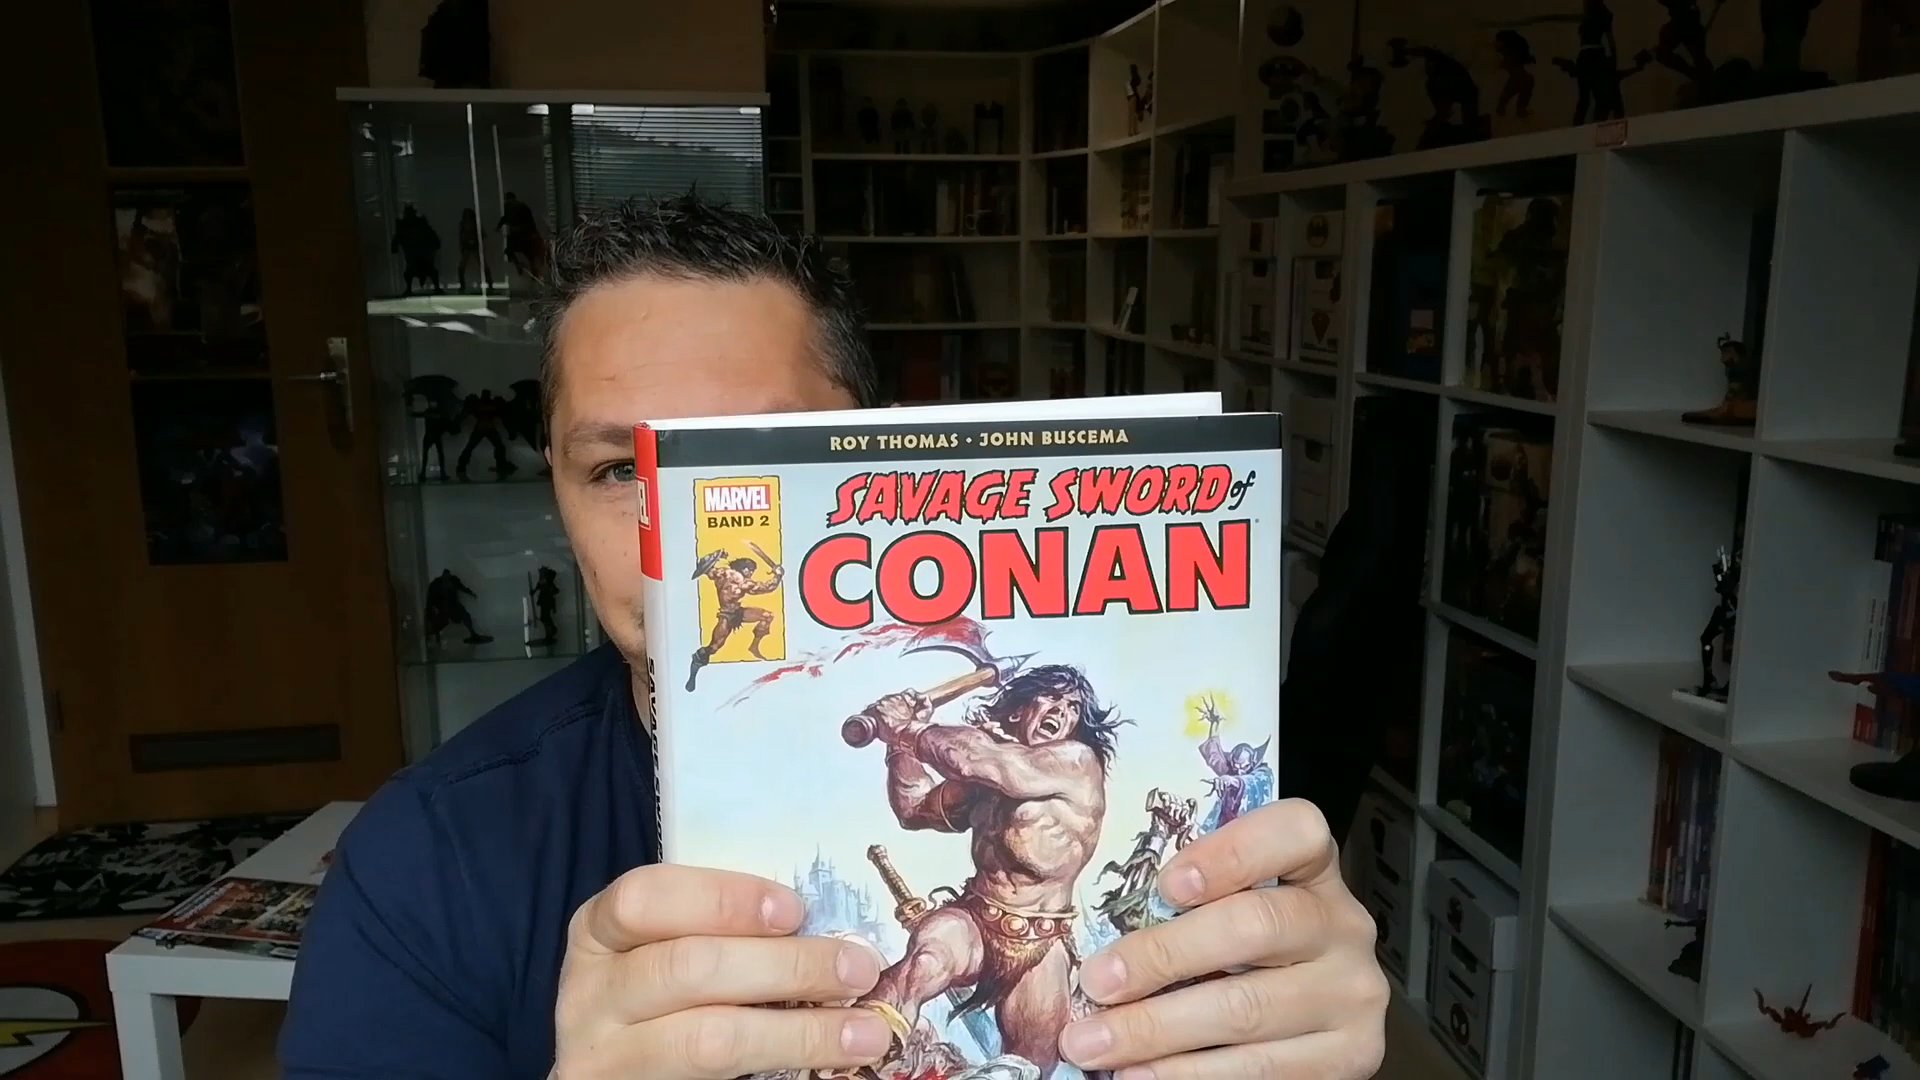 ROY THOMAS • JOHN BUSCEMA
MARVEL
BAND 2
SAVAGE SWORD of
CONAN